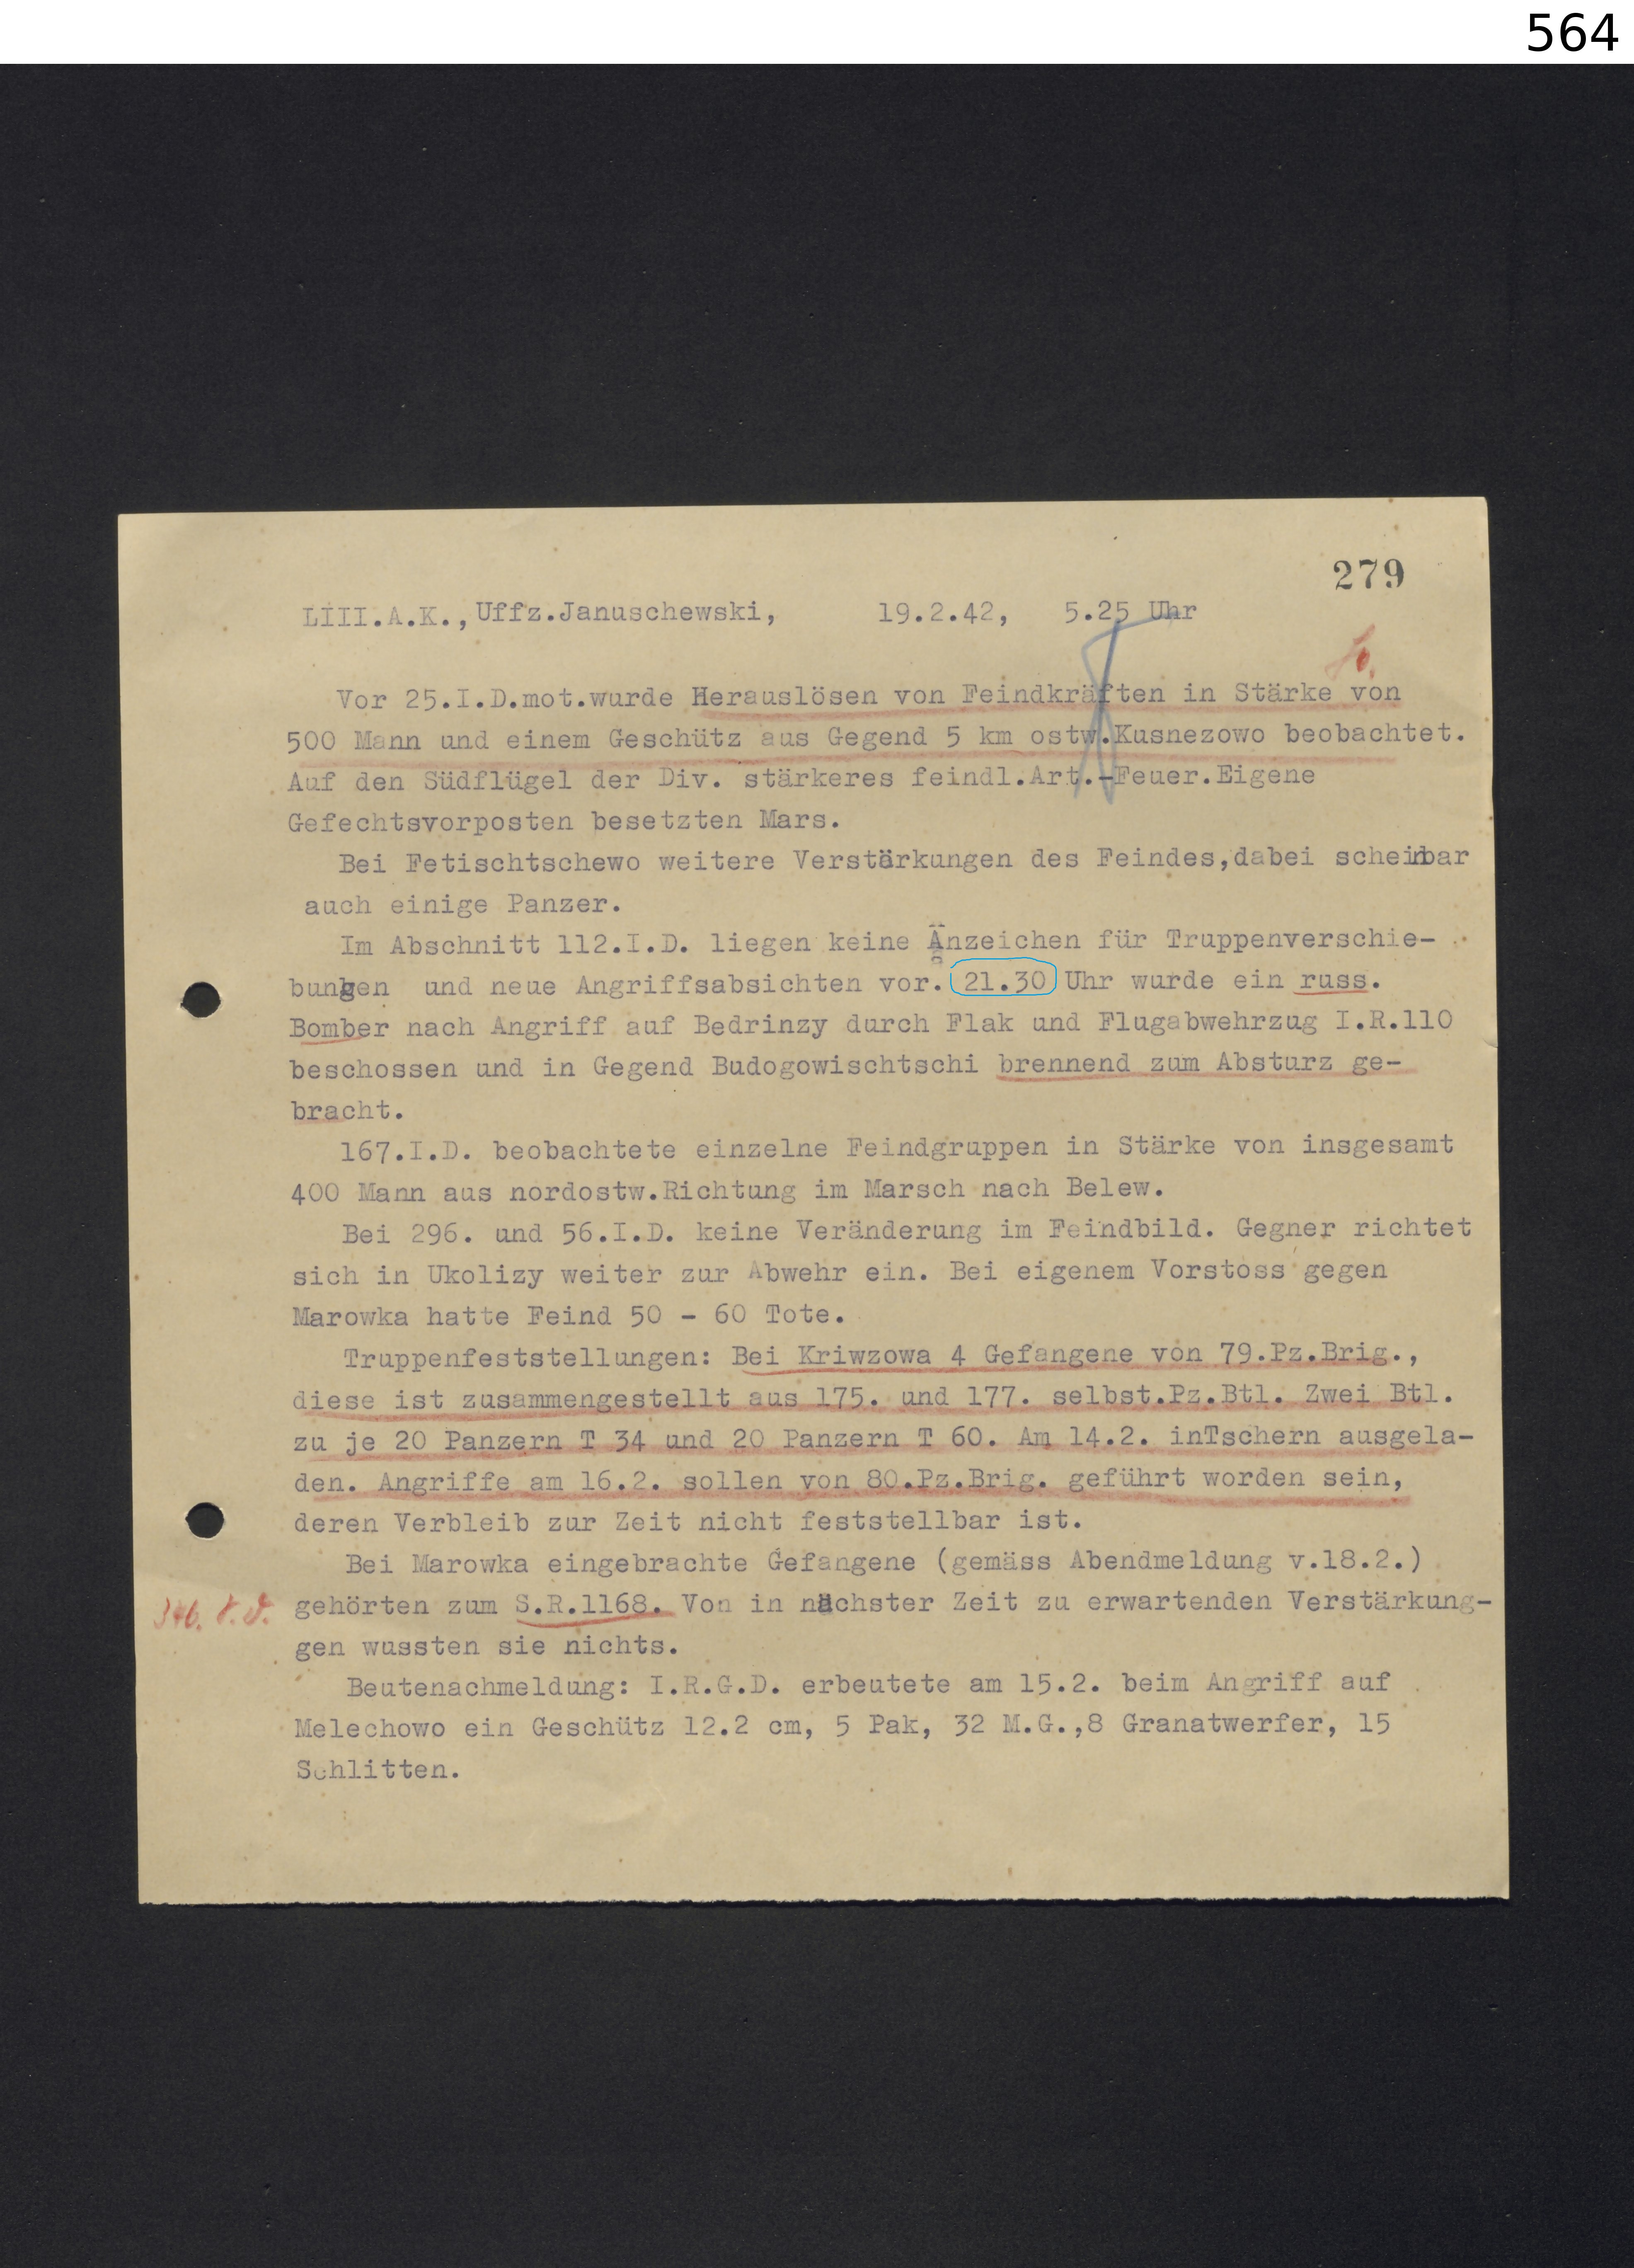 564
279
LIII.A.K.,Uffz.Januschewski, 19.2.42, 5.25 Uhr
Vor 25.I.D.mot.wurde Herauslösen von Feindkräften in Stärke von
500 Mann und einem Geschütz aus Gegend 5 km ostw.Kusnezowo beobachtet.
Auf den Südflügel der Div. stärkeres feindl.Art.-Feuer.Eigene
Gefechtsvorposten besetzten Mars.
Bei Fetischtschewo weitere Verstärkungen des Feindes,dabei scheinbar
auch einige Panzer.
Im Abschnitt 112.I.D. liegen keine Anzeichen für Truppenverschie-
bungen und neue Angriffsabsichten vor. 21.30 Uhr wurde ein russ.
Bomber nach Angriff auf Bedrinzy durch Flak und Flugabwehrzug I.R.110
beschossen und in Gegend Budogowischtschi brennend zum Absturz ge-
bracht.
167.I.D. beobachtete einzelne Feindgruppen in Stärke von insgesamt
400 Mann aus nordostw.Richtung im Marsch nach Belew.
Bei 296. und 56.I.D. keine Veränderung im Feindbild. Gegner richtet
sich in Ukolizy weiter zur Abwehr ein. Bei eigenem Vorstoss gegen
Marowka hatte Feind 50 - 60 Tote.
Truppenfeststellungen: Bei Kriwzowa 4 Gefangene von 79.Pz.Brig.,
diese ist zusammengestellt aus 175. und 177. selbst.Pz.Btl. Zwei Btl.
zu je 20 Panzern T 34 und 20 Panzern T 60. Am 14.2. inTschern ausgela-
den. Angriffe am 16.2. sollen von 80.Pz.Brig. geführt worden sein,
deren Verbleib zur Zeit nicht feststellbar ist.
Bei Marowka eingebrachte Gefangene (gemäss Abendmeldung v.18.2.)
gehörten zum S.R.1168. Von in nächster Zeit zu erwartenden Verstärkung-
gen wussten sie nichts.
Beutenachmeldung: I.R.G.D. erbeutete am 15.2. beim Angriff auf
Melechowo ein Geschütz 12.2 cm, 5 Pak, 32 M.G.,8 Granatwerfer, 15
Schlitten.